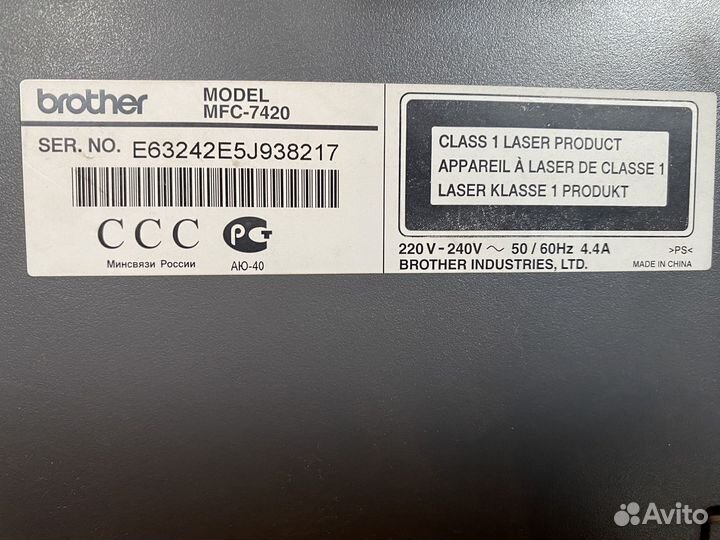 brother
MODEL
MFC-7420
SER. NO. E63242E5J938217
CCC
Минсвязи России
РСТ
АЮ-40
CLASS 1 LASER PRODUCT
APPAREIL À LASER DE CLASSE 1
LASER KLASSE 1 PRODUKT
220 V - 240V ~ 50 / 60Hz 4.4A
BROTHER INDUSTRIES, LTD.
>PS<
MADE IN CHINA
Avito